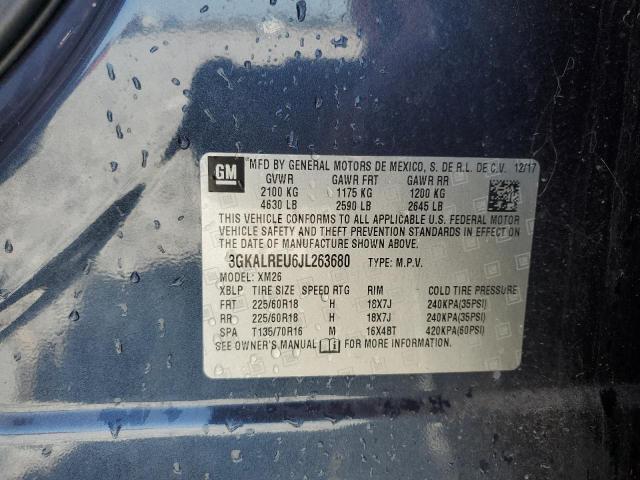 GM
MFD BY GENERAL MOTORS DE MEXICO, S. DE R.L. DE C.V. 12/17
GVWR GAWR FRT GAWR RR
2100 KG 1175 KG 1200 KG
4630 LB 2590 LB 2645 LB
THIS VEHICLE CONFORMS TO ALL APPLICABLE U.S. FEDERAL MOTOR
VEHICLE SAFETY AND THEFT PREVENTION STANDARDS IN EFFECT ON
THE DATE OF MANUFACTURE SHOWN ABOVE.
3GKALREU6JL263680 TYPE: M.P.V.
MODEL: XM26
XBLP TIRE SIZE SPEED RTG RIM COLD TIRE PRESSURE
FRT 225/60R18 H 18X7J 240KPA(35PSI)
RR 225/60R18 H 18X7J 240KPA(35PSI)
SPA T135/70R16 M 16X4BT 420KPA(60PSI)
SEE OWNER'S MANUAL FOR MORE INFORMATION.